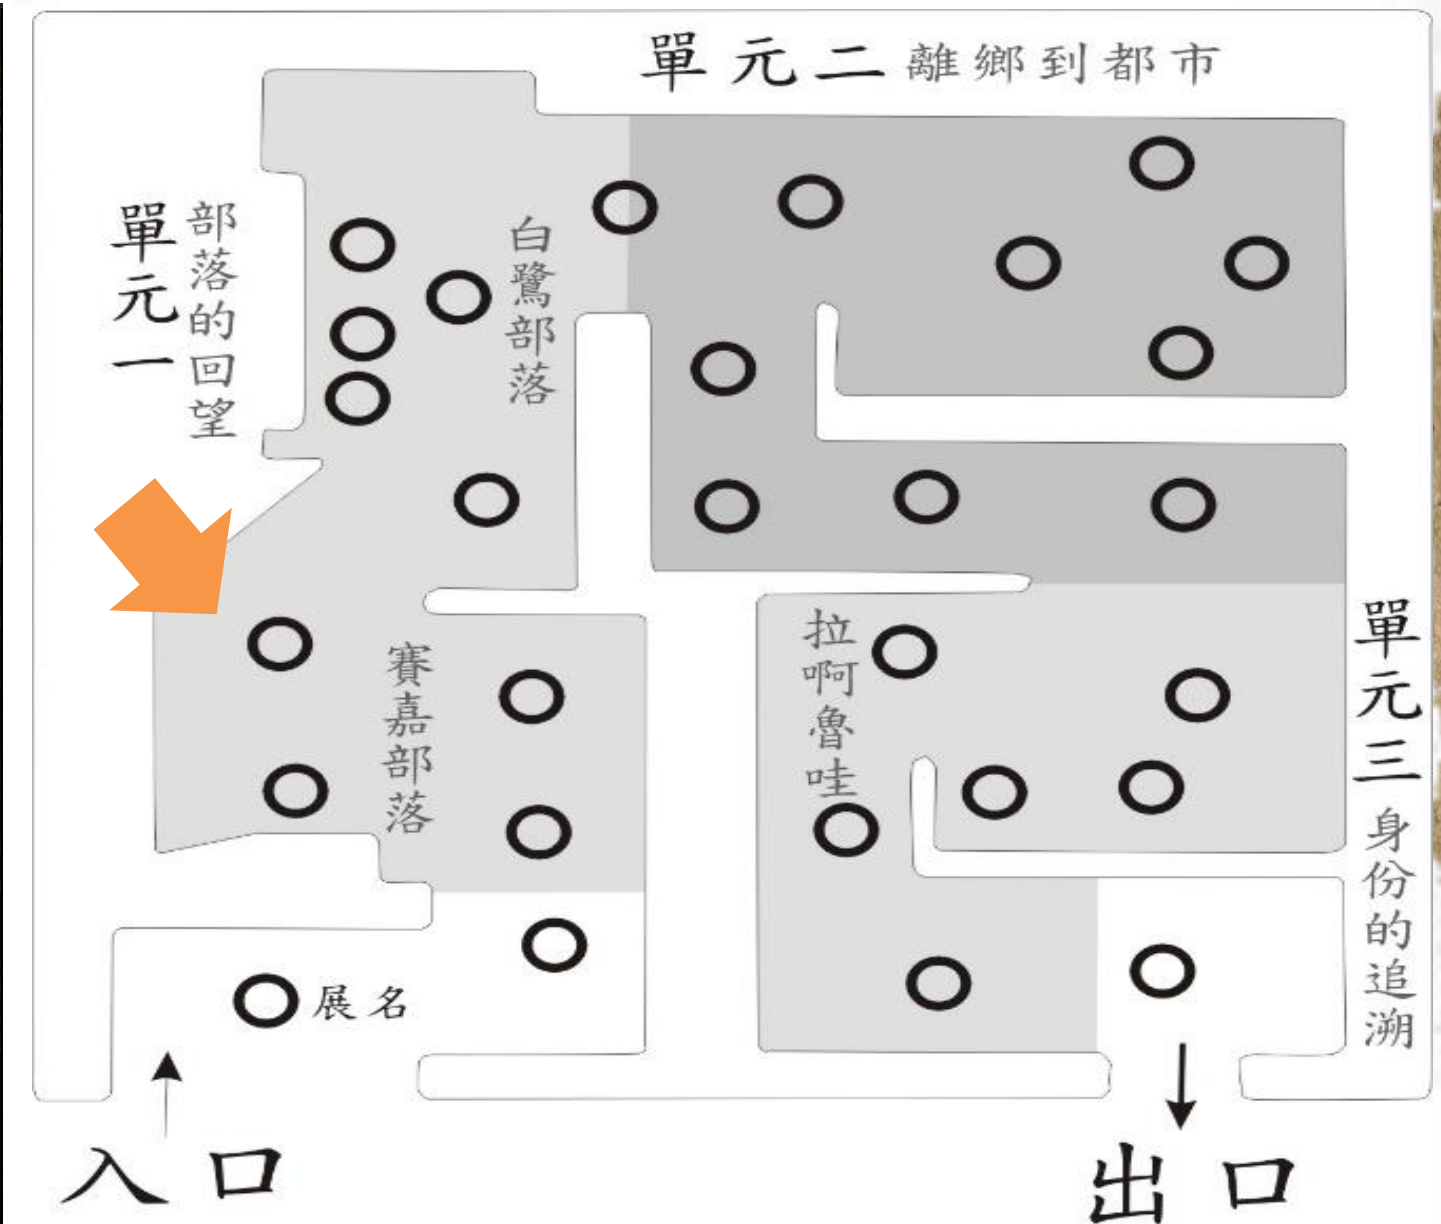 單元二 離鄉到都市
單元一
部落的回望
白鷺部落
賽嘉部落
拉啊魯哇
單元三 身份的追溯
展名
入口
出口